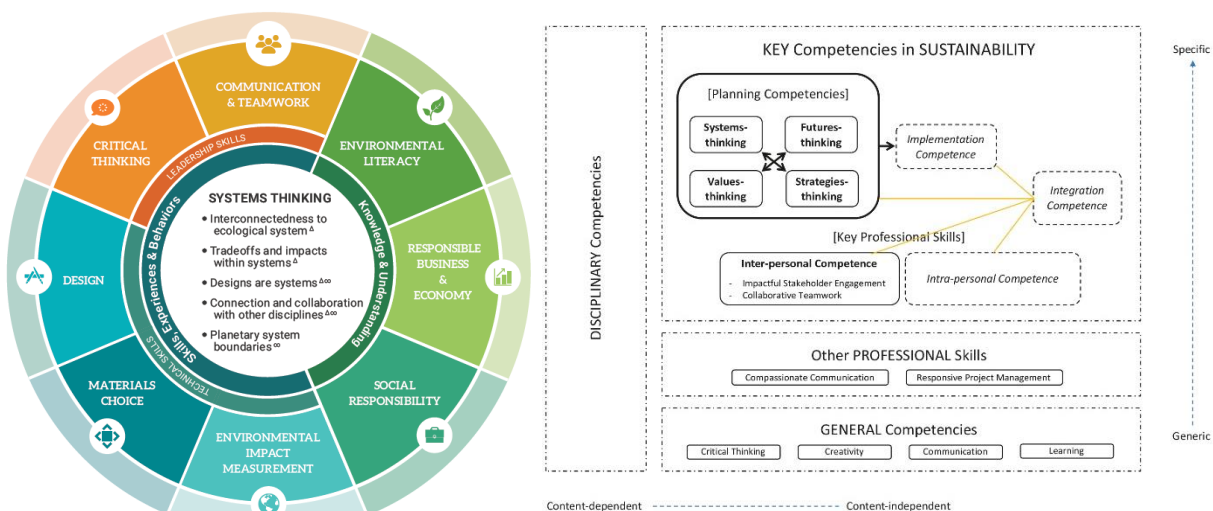 COMMUNICATION
& TEAMWORK
CRITICAL
THINKING
ENVIRONMENTAL
LITERACY
LEADERSHIP SKILLS
Skills, Experiences & Behaviors
Knowledge & Understanding
SYSTEMS THINKING
• Interconnectedness to
ecological system Δ
• Tradeoffs and impacts
within systems Δ
• Designs are systems Δ∞
• Connection and collaboration
with other disciplines Δ∞
• Planetary system
boundaries ∞
DESIGN
RESPONSIBLE
BUSINESS
&
ECONOMY
TECHNICAL SKILLS
MATERIALS
CHOICE
SOCIAL
RESPONSIBILITY
ENVIRONMENTAL
IMPACT
MEASUREMENT
DISCIPLINARY Competencies
KEY Competencies in SUSTAINABILITY
[Planning Competencies]
Systems-
thinking
Futures-
thinking
Values-
thinking
Strategies-
thinking
Implementation
Competence
Integration
Competence
[Key Professional Skills]
Inter-personal Competence
- Impactful Stakeholder Engagement
- Collaborative Teamwork
Intra-personal Competence
Other PROFESSIONAL Skills
Compassionate Communication
Responsive Project Management
GENERAL Competencies
Critical Thinking
Creativity
Communication
Learning
Specific
Generic
Content-dependent
Content-independent